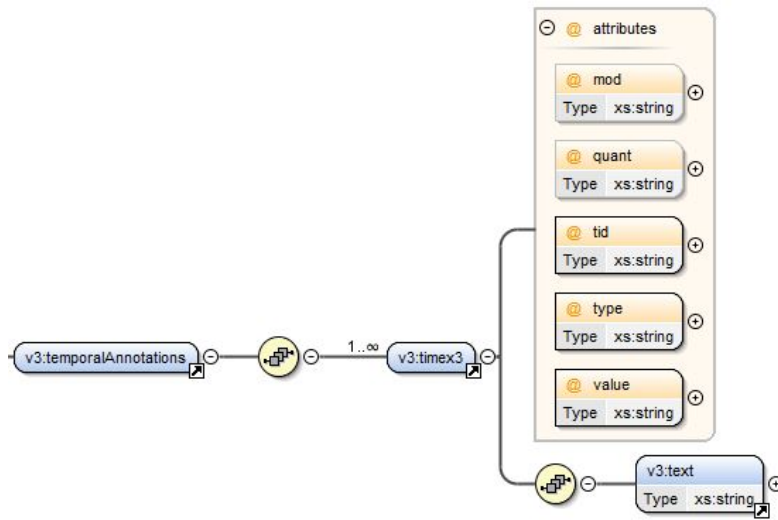 @ attributes
@ mod
Type xs:string
@ quant
Type xs:string
@ tid
Type xs:string
@ type
Type xs:string
@ value
Type xs:string
v3:temporalAnnotations
1..∞
v3:timex3
v3:text
Type xs:string